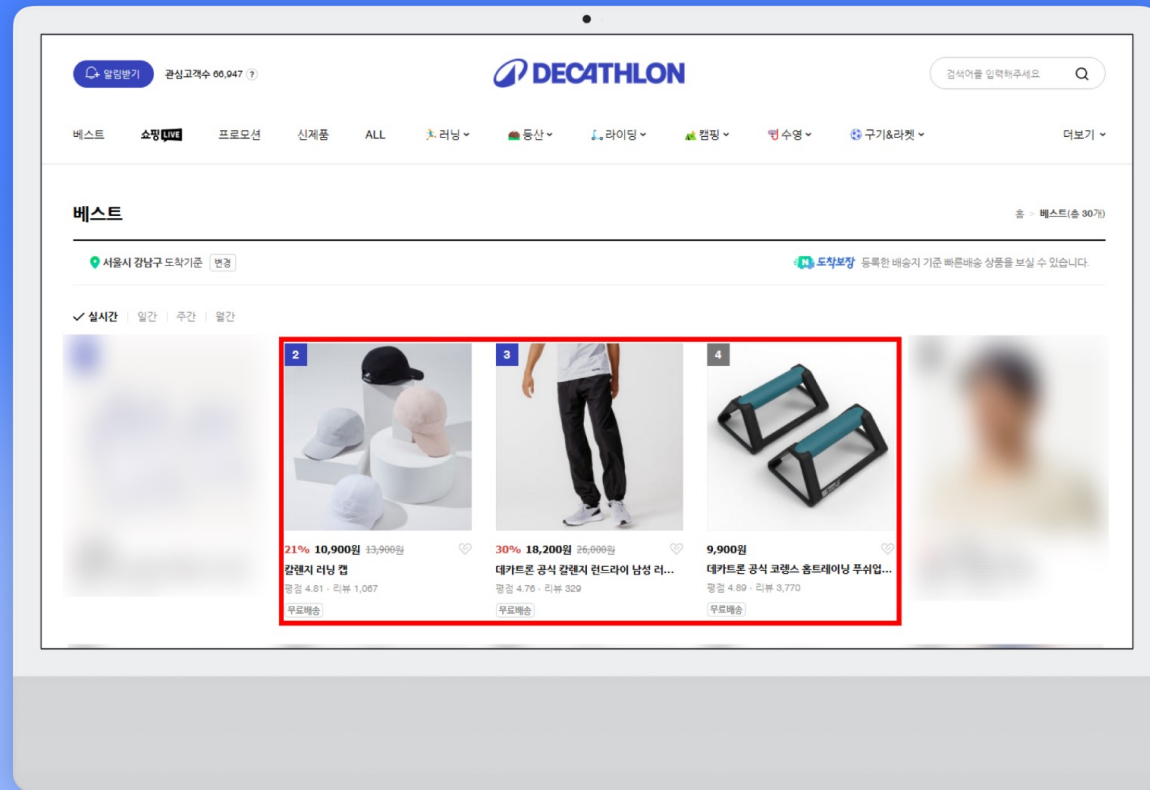 알림받기
관심고객수 66,947 ?
DECATHLON
검색어를 입력해주세요
베스트 쇼핑LIVE 프로모션 신제품 ALL 러닝 등산 라이딩 캠핑 수영 구기&라켓 더보기
베스트
홈 > 베스트(총 30개)
서울시 강남구 도착기준 변경
N 도착보장 등록한 배송지 기준 빠른배송 상품을 보실 수 있습니다.
실시간 일간 주간 월간
2
21% 10,900원 13,900원
칼렌지 러닝 캡
평점 4.81 · 리뷰 1,067
무료배송
3
30% 18,200원 26,000원
데카트론 공식 칼렌지 런드라이 남성 러...
평점 4.76 · 리뷰 329
무료배송
4
9,900원
데카트론 공식 코렝스 홈트레이닝 푸쉬업...
평점 4.89 · 리뷰 3,770
무료배송